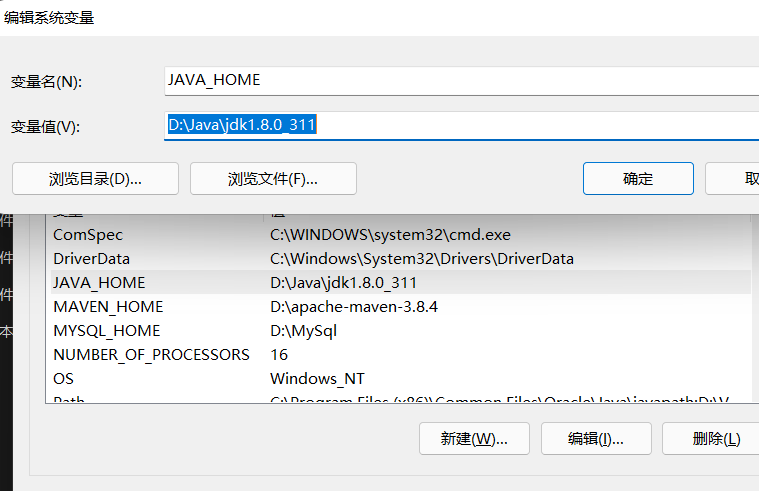 编辑系统变量
变量名(N):
JAVA_HOME
变量值(V):
D:\Java\jdk1.8.0_311
浏览目录(D)...
浏览文件(F)...
确定
取
变量 值
件 ComSpec C:\WINDOWS\system32\cmd.exe
件 DriverData C:\Windows\System32\Drivers\DriverData
JAVA_HOME D:\Java\jdk1.8.0_311
件 MAVEN_HOME D:\apache-maven-3.8.4
本 MYSQL_HOME D:\MySql
NUMBER_OF_PROCESSORS 16
OS Windows_NT
Path C:\Program Files (x86)\Common Files\Oracle\Java\javapath;D:\V
新建(W)...
编辑(I)...
删除(L)